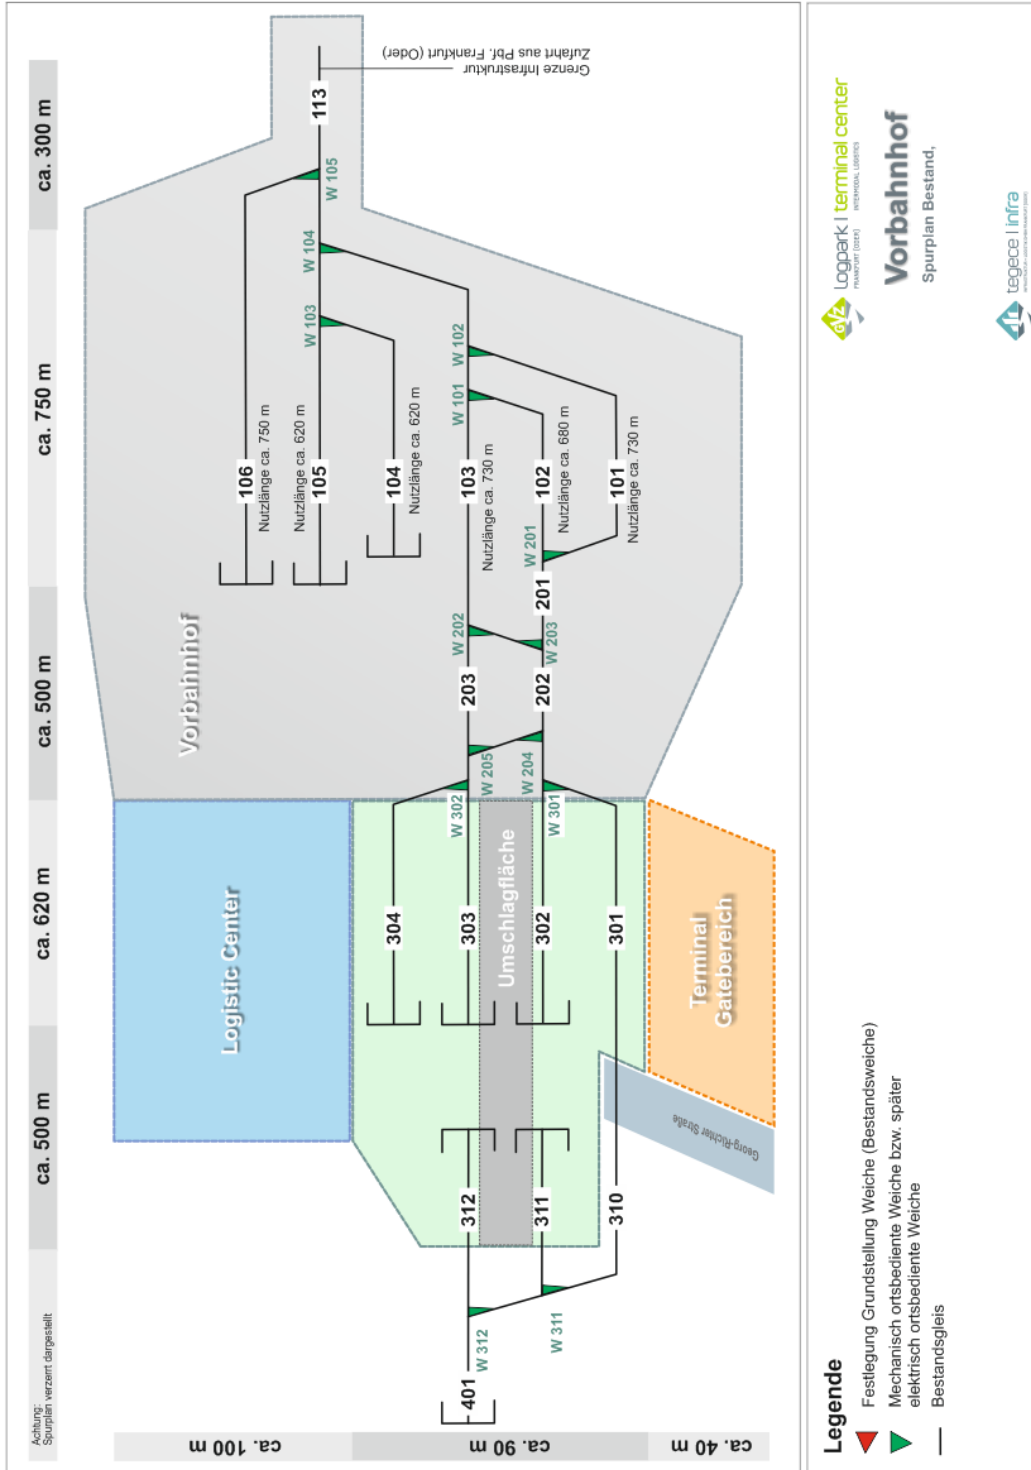 Achtung:
Spurplan verzerrt dargestellt
ca. 500 m
ca. 620 m
ca. 500 m
ca. 750 m
ca. 300 m
ca. 100 m
ca. 90 m
ca. 40 m
Logistic Center
Vorbahnhof
Umschlagfläche
Terminal
Gatebereich
Georg-Richter Straße
Grenze Infrastruktur
Zufahrt aus Pbf. Frankfurt (Oder)
106
Nutzlänge ca. 750 m
Nutzlänge ca. 620 m
105
104
Nutzlänge ca. 620 m
103
Nutzlänge ca. 730 m
102
Nutzlänge ca. 680 m
101
Nutzlänge ca. 730 m
113
W 105
W 104
W 103
W 102
W 101
W 201
201
W 202
W 203
203
202
W 205
W 204
W 302
W 301
304
303
302
301
312
311
310
W 312
W 311
401
Legende
Festlegung Grundstellung Weiche (Bestandsweiche)
Mechanisch ortsbediente Weiche bzw. später
elektrisch ortsbediente Weiche
Bestandsgleis
GVZ
Logpark | terminal center
FRANKFURT (ODER) INTERMODAL LOGISTICS
Vorbahnhof
Spurplan Bestand,
tegece | infra